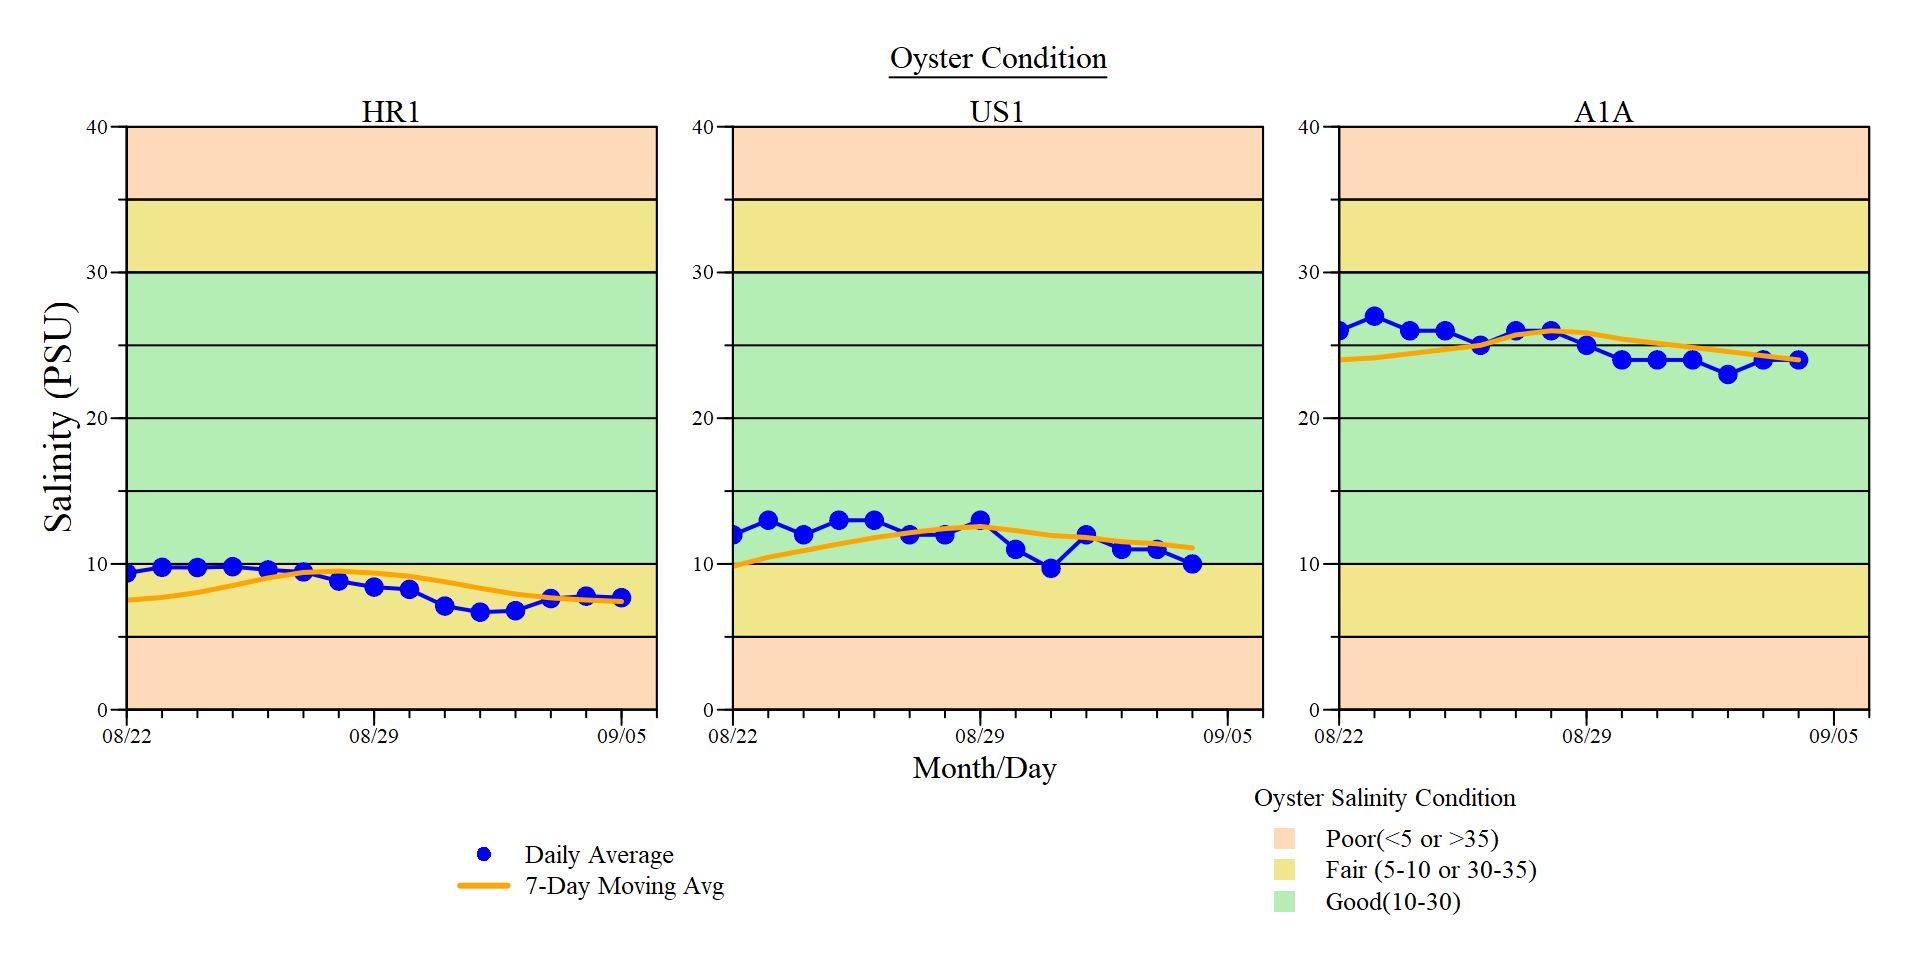 Oyster Condition
HR1
US1
A1A
Salinity (PSU)
40
30
20
10
0
08/22
08/29
09/05
40
30
20
10
0
08/22
08/29
09/05
40
30
20
10
0
08/22
08/29
09/05
Month/Day
Daily Average
7-Day Moving Avg
Oyster Salinity Condition
Poor(<5 or >35)
Fair (5-10 or 30-35)
Good(10-30)